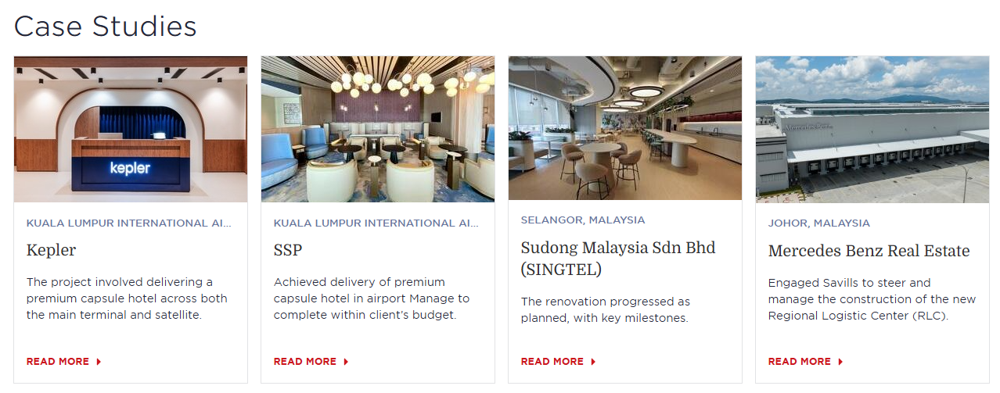 Case Studies
kepler
Mercedes-Benz
KUALA LUMPUR INTERNATIONAL AI...
Kepler
The project involved delivering a
premium capsule hotel across both
the main terminal and satellite.
READ MORE
KUALA LUMPUR INTERNATIONAL AI...
SSP
Achieved delivery of premium
capsule hotel in airport Manage to
complete within client's budget.
READ MORE
SELANGOR, MALAYSIA
Sudong Malaysia Sdn Bhd
(SINGTEL)
The renovation progressed as
planned, with key milestones.
READ MORE
JOHOR, MALAYSIA
Mercedes Benz Real Estate
Engaged Savills to steer and
manage the construction of the new
Regional Logistic Center (RLC).
READ MORE